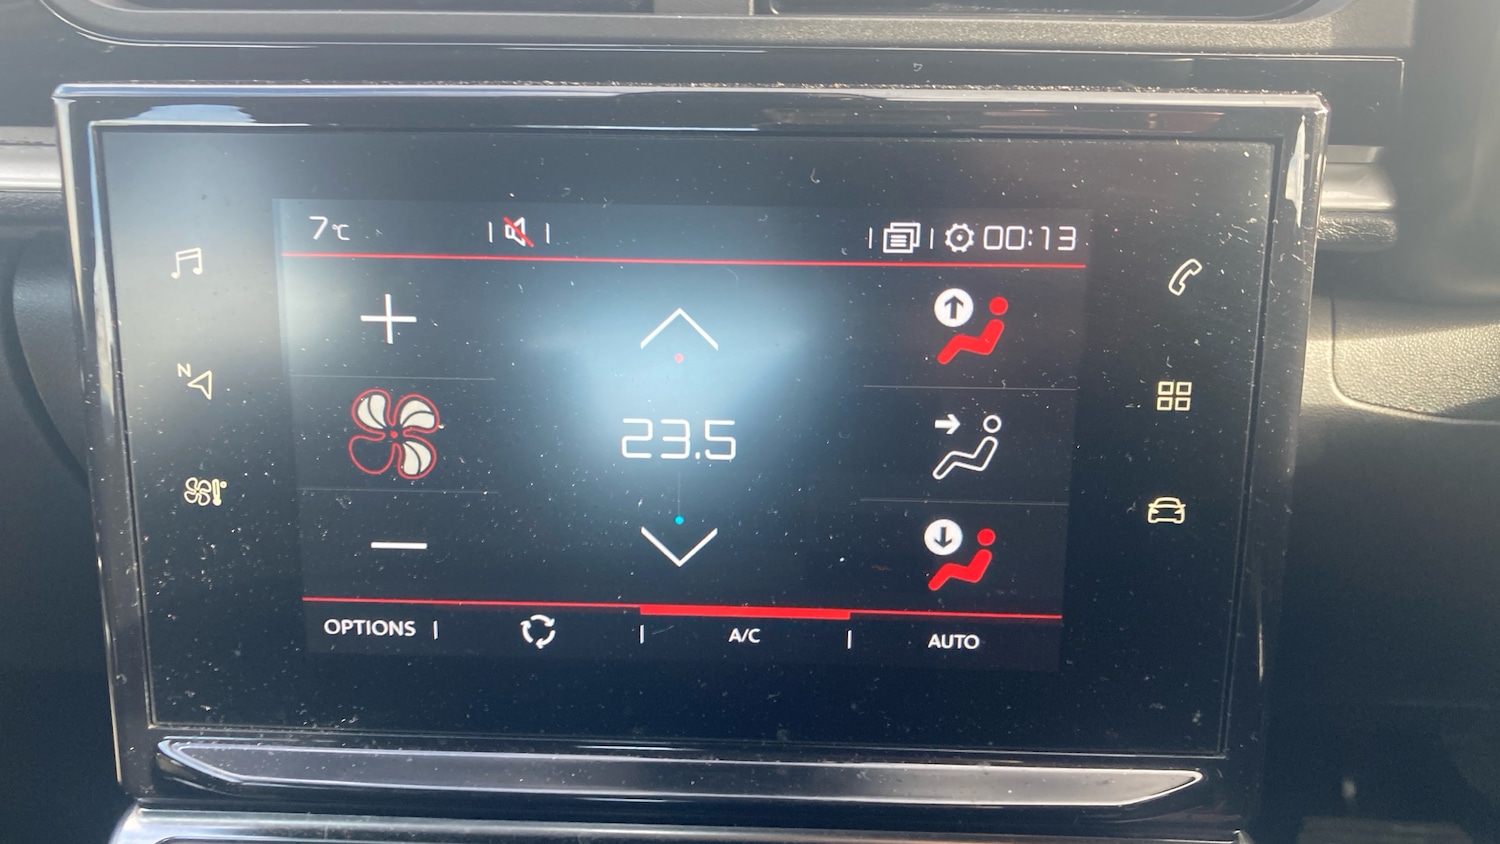 7°C
00:13
N
23.5
OPTIONS
A/C
AUTO